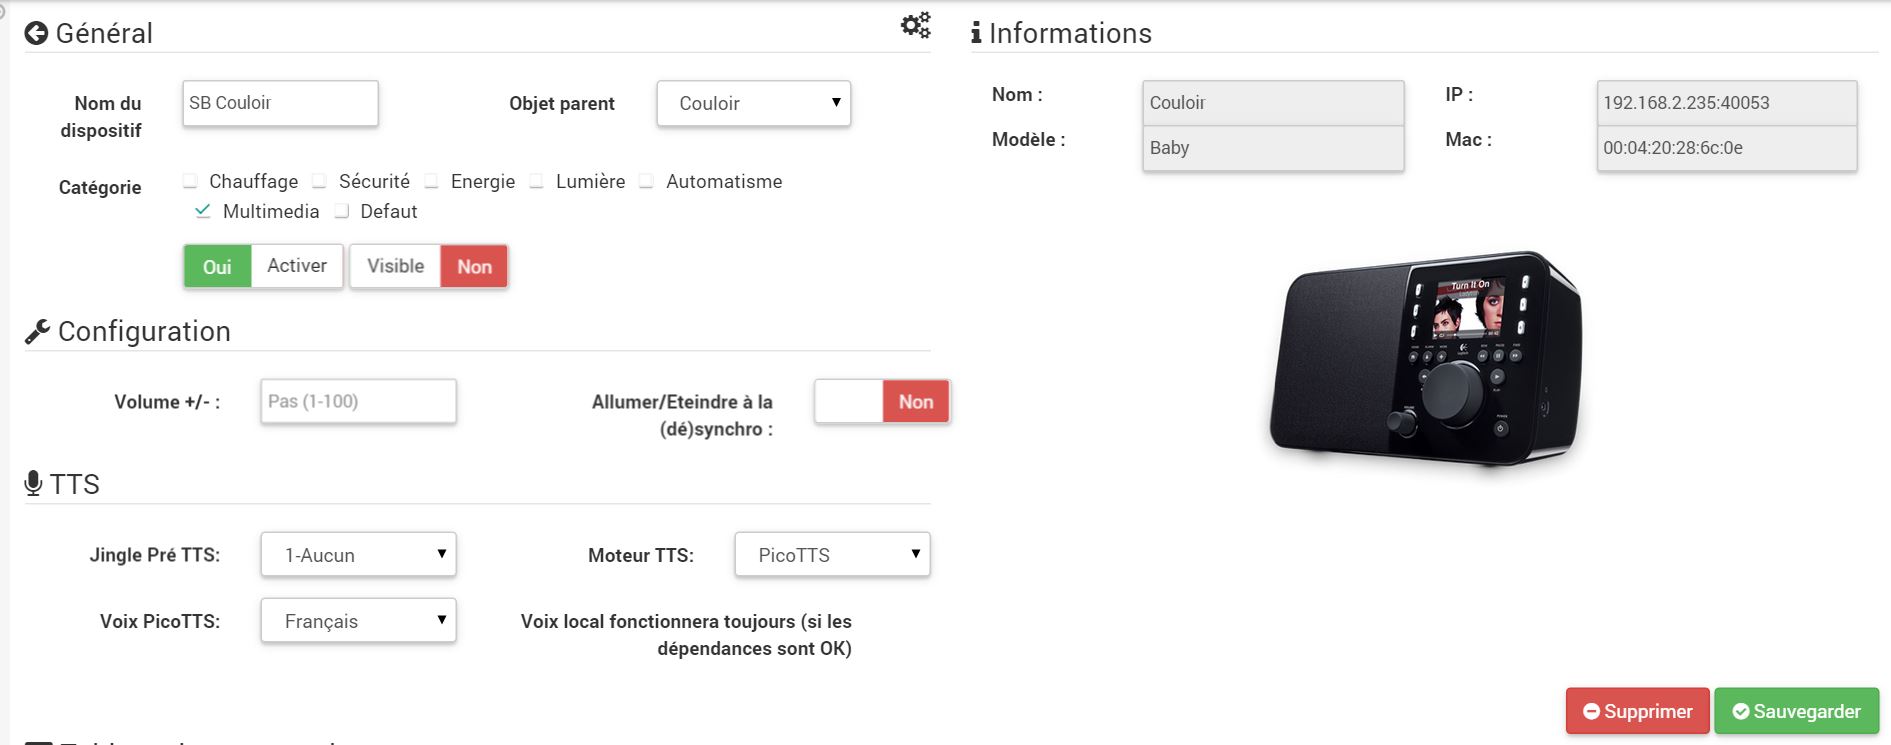 Général
Nom du
dispositif
SB Couloir
Objet parent
Couloir
Catégorie
Chauffage Sécurité Energie Lumière Automatisme
Multimedia Defaut
Oui Activer Visible Non
Configuration
Volume +/- :
Pas (1-100)
Allumer/Eteindre à la
(dé)synchro :
Non
TTS
Jingle Pré TTS:
1-Aucun
Moteur TTS:
PicoTTS
Voix PicoTTS:
Français
Voix local fonctionnera toujours (si les
dépendances sont OK)
Informations
Nom :
Couloir
IP :
192.168.2.235:40053
Modèle :
Baby
Mac :
00:04:20:28:6c:0e
Turn It On
Supprimer Sauvegarder